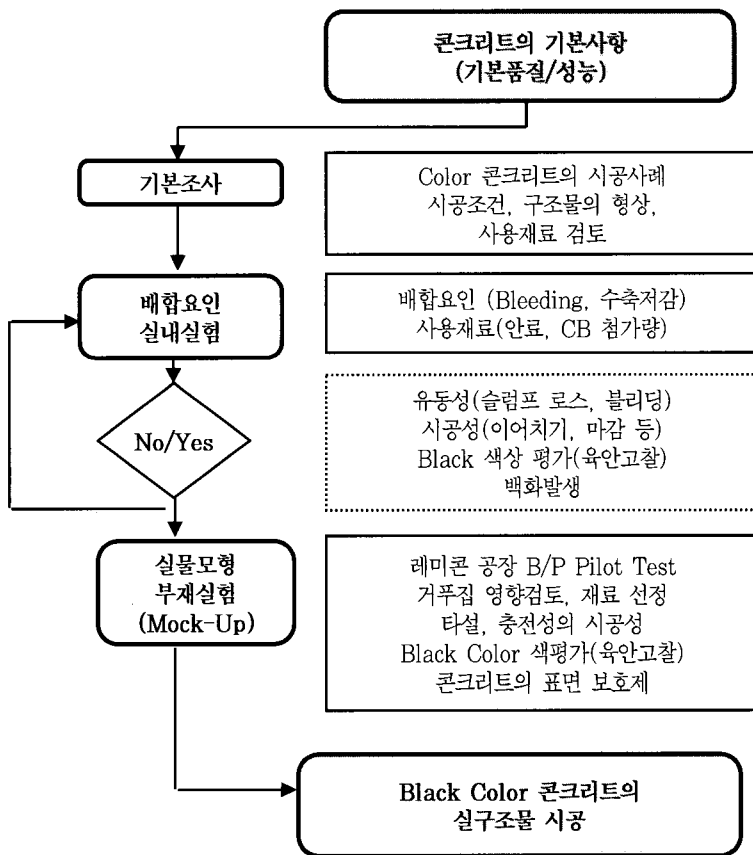 콘크리트의 기본사항
(기본품질/성능)
기본조사
Color 콘크리트의 시공사례
시공조건, 구조물의 형상,
사용재료 검토
배합요인
실내실험
배합요인 (Bleeding, 수축저감)
사용재료(안료, CB 첨가량)
No/Yes
유동성(슬럼프 로스, 블리딩)
시공성(이어치기, 마감 등)
Black 색상 평가(육안고찰)
백화발생
실물모형
부재실험
(Mock-Up)
레미콘 공장 B/P Pilot Test
거푸집 영향검토, 재료 선정
타설, 충전성의 시공성
Black Color 색평가(육안고찰)
콘크리트의 표면 보호제
Black Color 콘크리트의
실구조물 시공